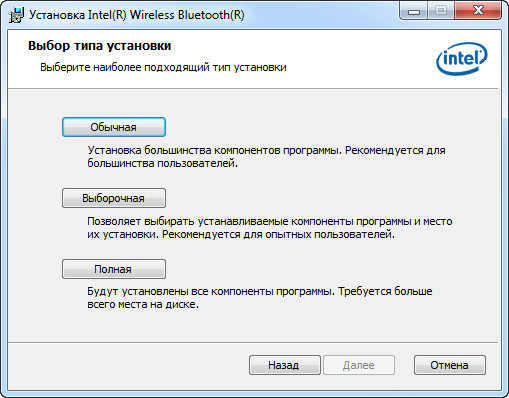 Установка Intel(R) Wireless Bluetooth(R)
Выбор типа установки
Выберите наиболее подходящий тип установки
intel
Обычная
Установка большинства компонентов программы. Рекомендуется для
большинства пользователей.
Выборочная
Позволяет выбирать устанавливаемые компоненты программы и место
их установки. Рекомендуется для опытных пользователей.
Полная
Будут установлены все компоненты программы. Требуется больше
всего места на диске.
Назад
Далее
Отмена